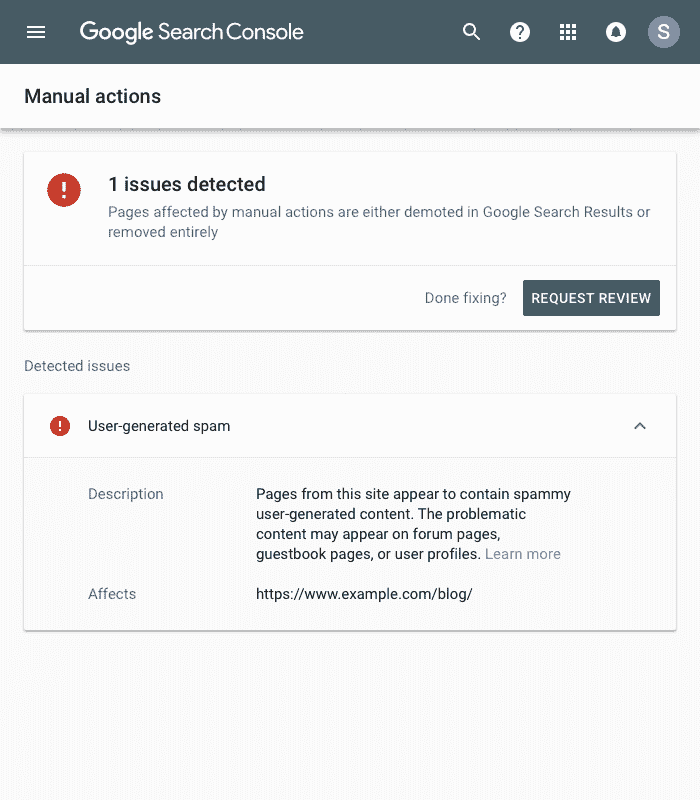 Google Search Console
S
Manual actions
1 issues detected
Pages affected by manual actions are either demoted in Google Search Results or
removed entirely
Done fixing?
REQUEST REVIEW
Detected issues
User-generated spam
Description
Pages from this site appear to contain spammy
user-generated content. The problematic
content may appear on forum pages,
guestbook pages, or user profiles. Learn more
Affects
https://www.example.com/blog/